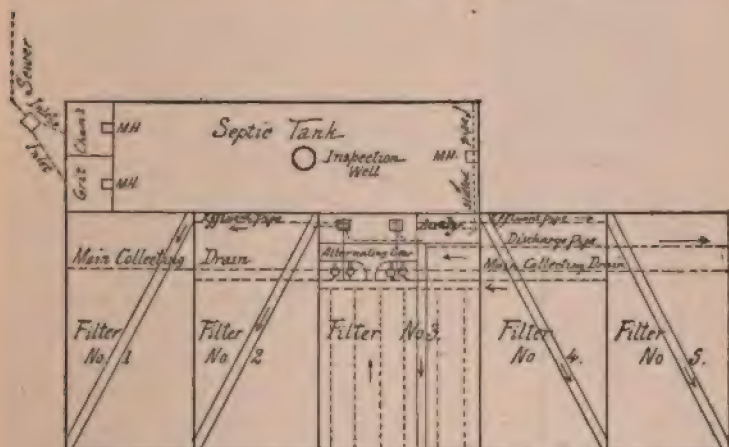 Sewer
Inlet
Inlet
Grit
Chamb
MH
MH.
Septic Tank
Inspection
Well
MH.
slotted pipe
Effluent Pipe
Effluent Pipe
Discharge Pipe
Main Collecting Drain
Alternating Gear
Main Collecting Drain
Filter
No 1
Filter
No 2
Filter No 3.
Filter
No 4.
Filter
No 5.